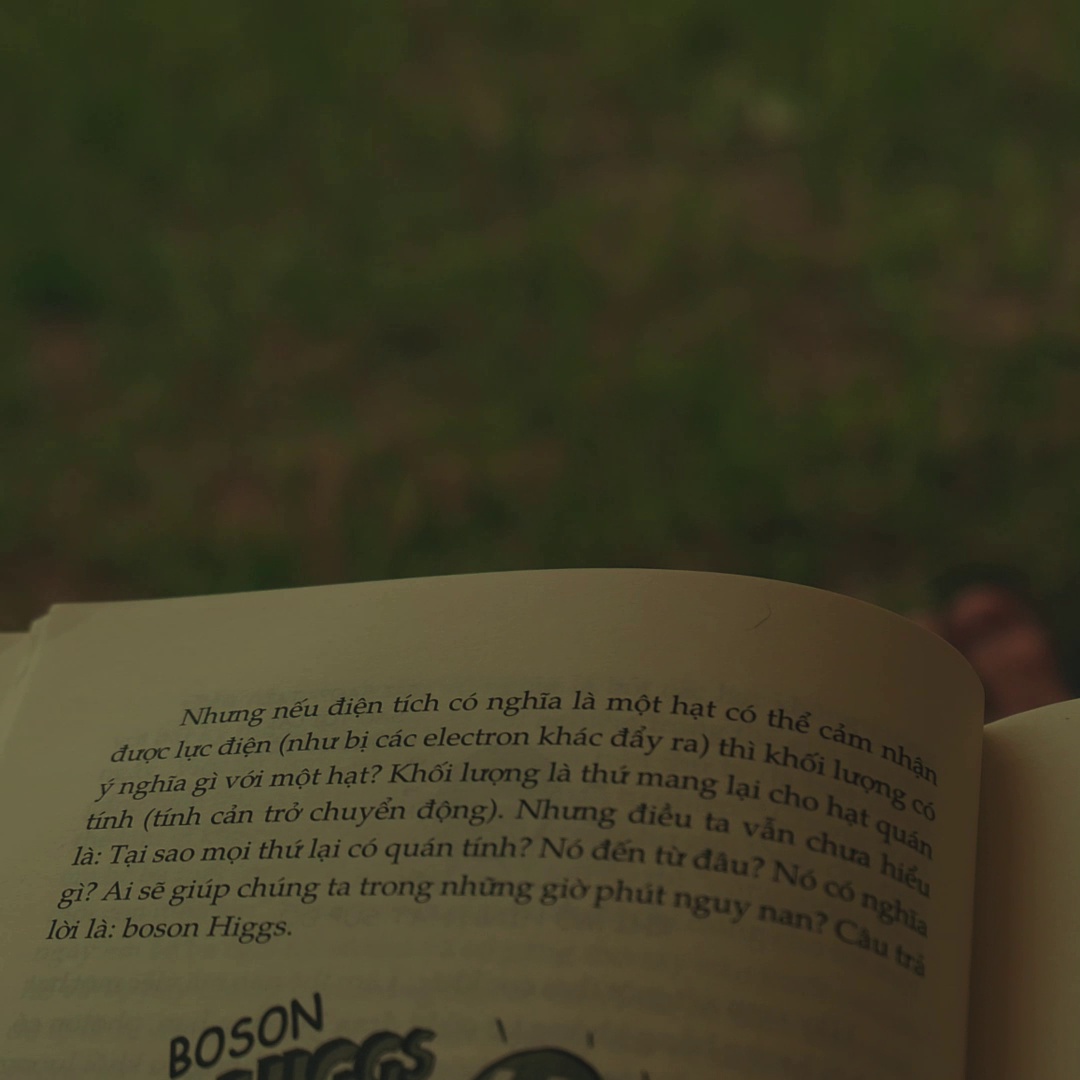 Nhưng nếu điện tích có nghĩa là một hạt có thể cảm nhận
được lực điện (như bị các electron khác đẩy ra) thì khối lượng có
ý nghĩa gì với một hạt? Khối lượng là thứ mang lại cho hạt quán
tính (tính cản trở chuyển động). Nhưng điều ta vẫn chưa hiểu
là: Tại sao mọi thứ lại có quán tính? Nó đến từ đâu? Nó có nghĩa
gì? Ai sẽ giúp chúng ta trong những giờ phút nguy nan? Câu trả
lời là: boson Higgs.
BOSON
HIGGS